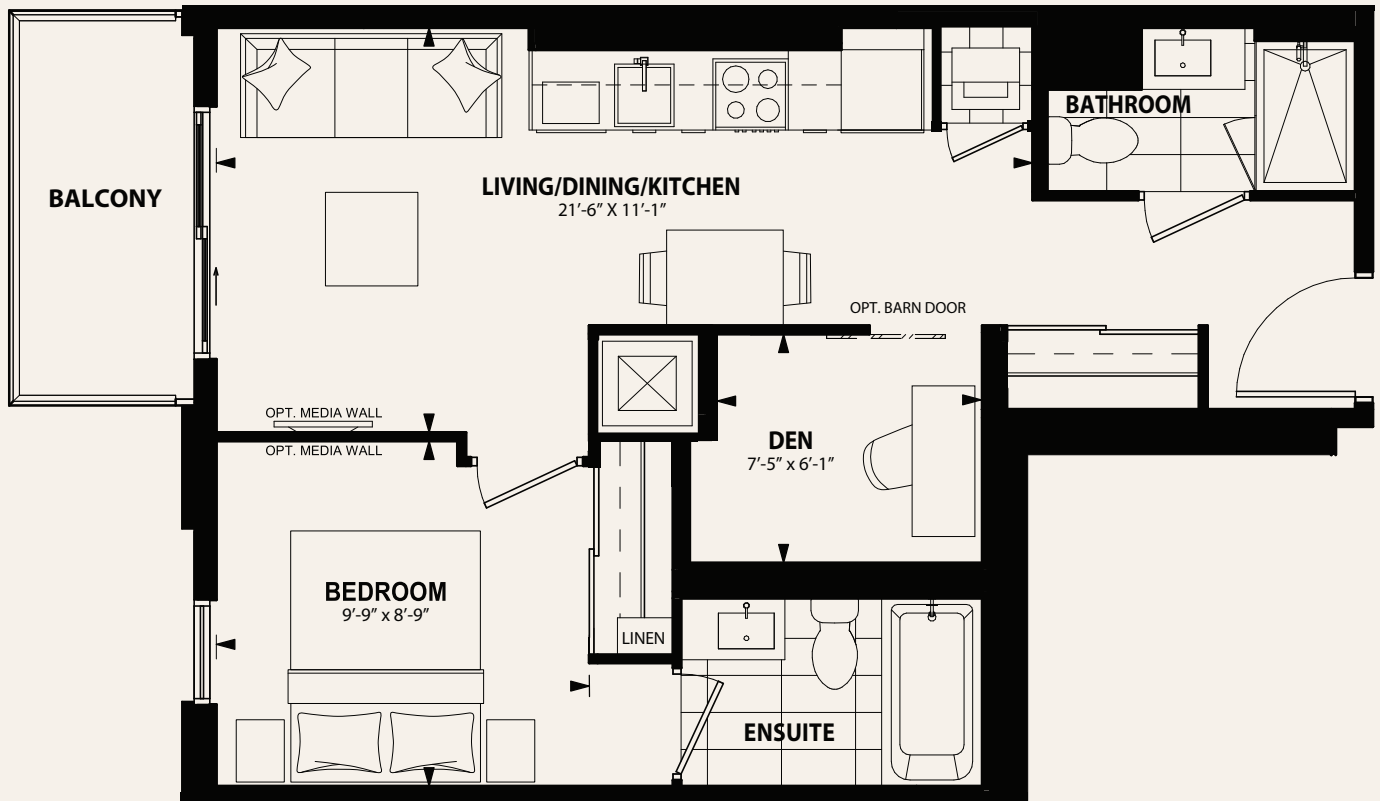 BATHROOM
BALCONY
LIVING/DINING/KITCHEN
21'-6" X 11'-1"
OPT. BARN DOOR
OPT. MEDIA WALL
OPT. MEDIA WALL
DEN
7'-5" x 6'-1"
BEDROOM
9'-9" x 8'-9"
LINEN
ENSUITE